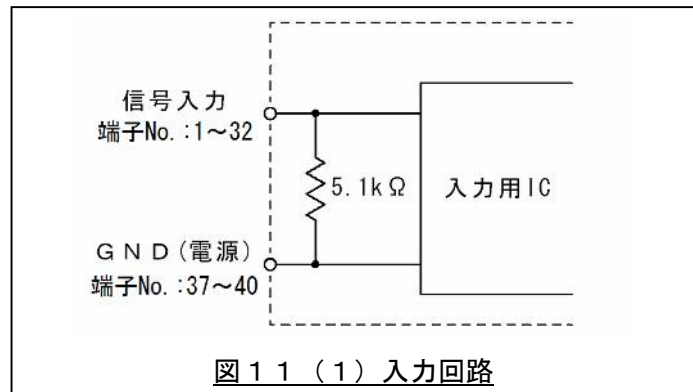 信号入力
端子No.:1～32
5.1kΩ
入力用IC
ＧＮＤ(電源)
端子No.:37～40
図１１（１）入力回路